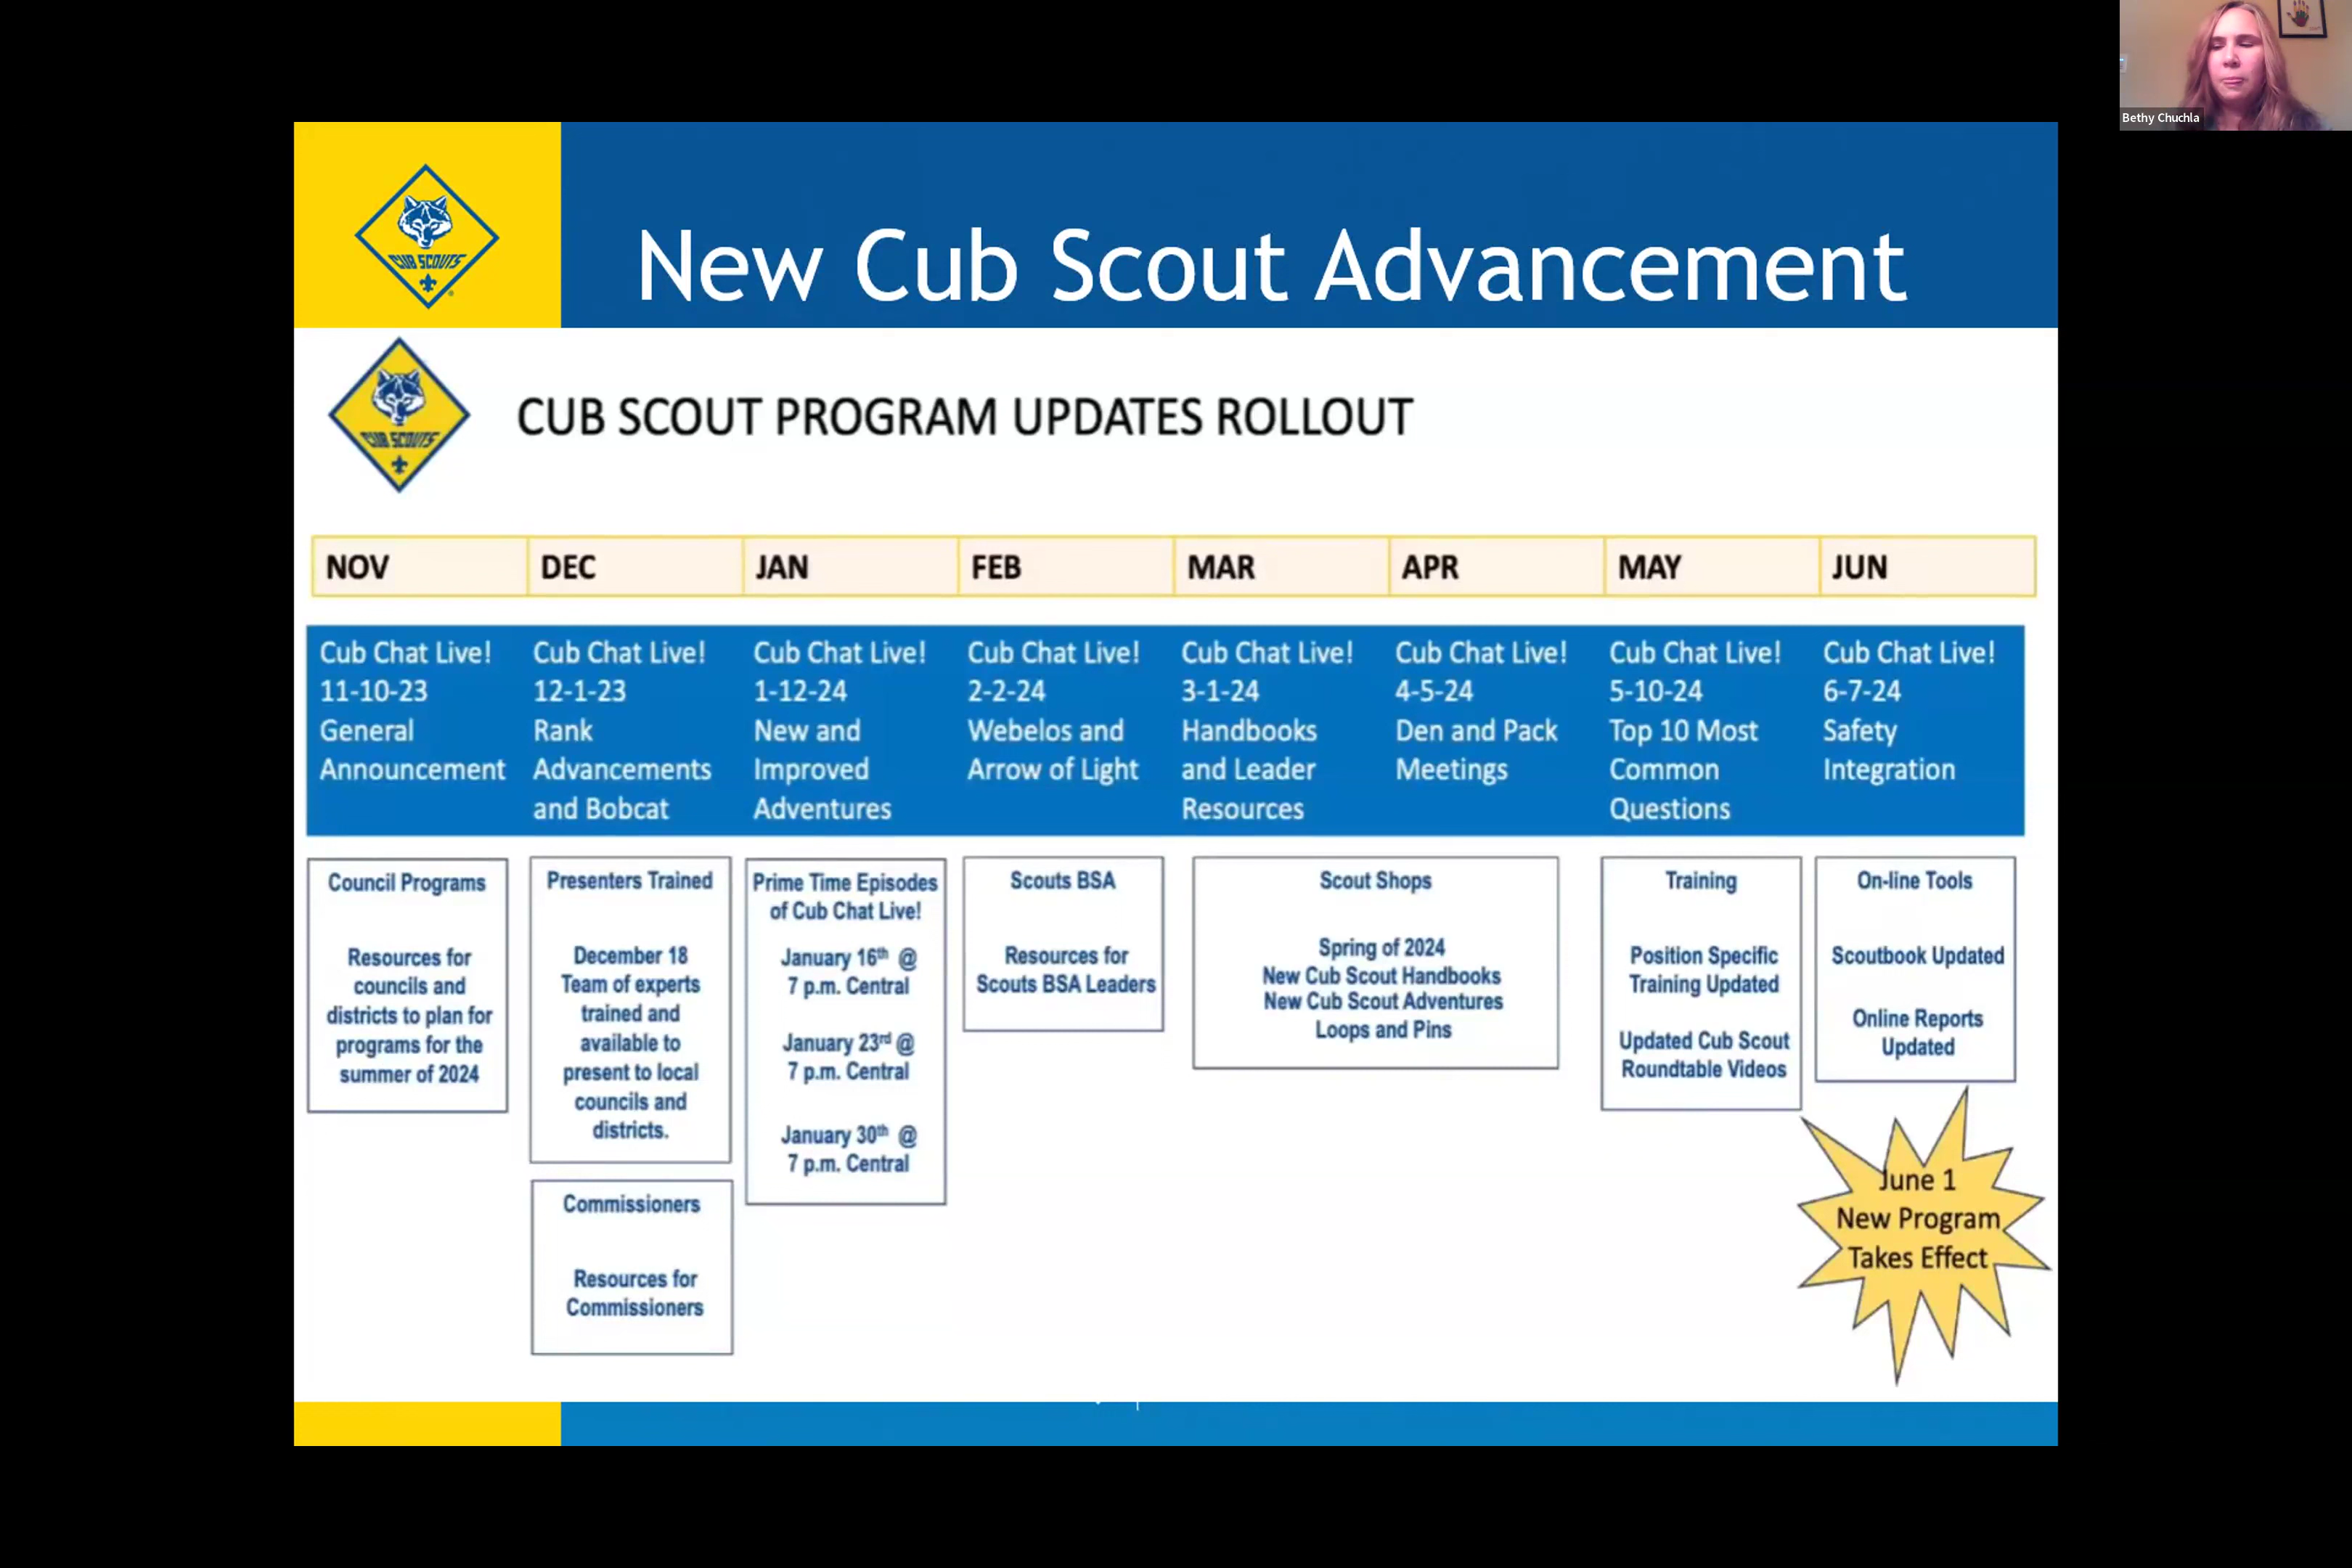 Bethy Chuchla
CUB SCOUTS
New Cub Scout Advancement
CUB SCOUTS
CUB SCOUT PROGRAM UPDATES ROLLOUT
NOV
DEC
JAN
FEB
MAR
APR
MAY
JUN
Cub Chat Live!
11-10-23
General
Announcement
Cub Chat Live!
12-1-23
Rank
Advancements
and Bobcat
Cub Chat Live!
1-12-24
New and
Improved
Adventures
Cub Chat Live!
2-2-24
Webelos and
Arrow of Light
Cub Chat Live!
3-1-24
Handbooks
and Leader
Resources
Cub Chat Live!
4-5-24
Den and Pack
Meetings
Cub Chat Live!
5-10-24
Top 10 Most
Common
Questions
Cub Chat Live!
6-7-24
Safety
Integration
Council Programs
Resources for
councils and
districts to plan for
programs for the
summer of 2024
Presenters Trained
December 18
Team of experts
trained and
available to
present to local
councils and
districts.
Commissioners
Resources for
Commissioners
Prime Time Episodes
of Cub Chat Live!
January 16th @
7 p.m. Central
January 23rd @
7 p.m. Central
January 30th @
7 p.m. Central
Scouts BSA
Resources for
Scouts BSA Leaders
Scout Shops
Spring of 2024
New Cub Scout Handbooks
New Cub Scout Adventures
Loops and Pins
Training
Position Specific
Training Updated
Updated Cub Scout
Roundtable Videos
On-line Tools
Scoutbook Updated
Online Reports
Updated
June 1
New Program
Takes Effect